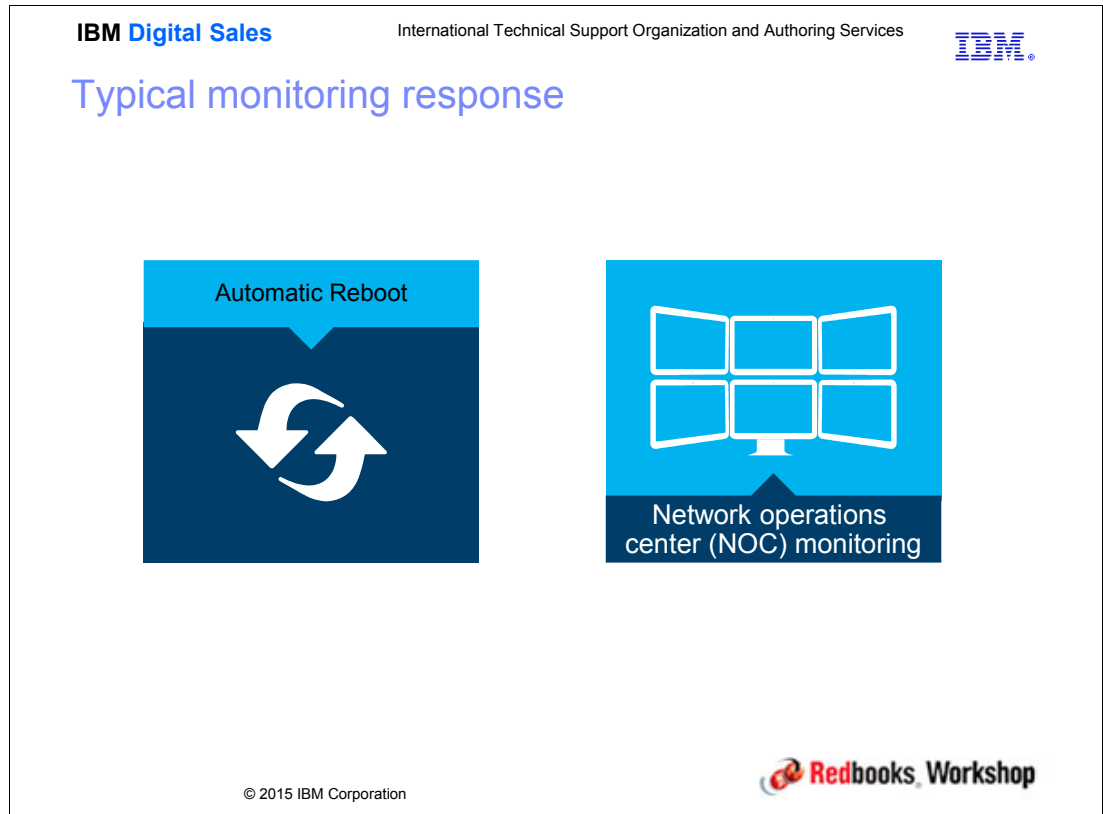 IBM Digital Sales
International Technical Support Organization and Authoring Services
IBM®
Typical monitoring response
Automatic Reboot
Network operations
center (NOC) monitoring
© 2015 IBM Corporation
Redbooks® Workshop